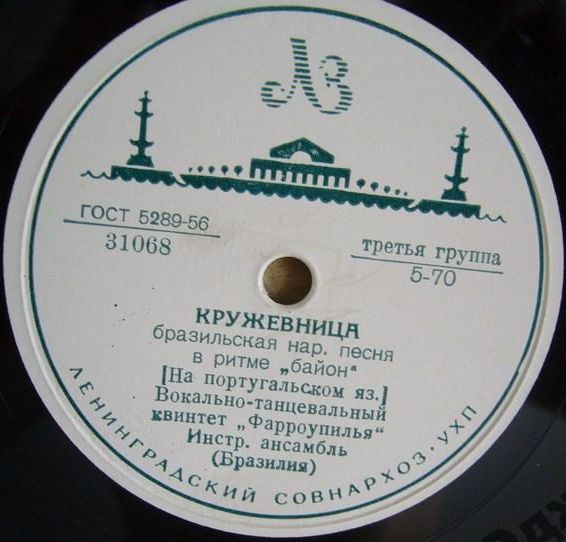 ЛЗ
ГОСТ 5289-56
31068
третья группа
5-70
КРУЖЕВНИЦА
бразильская нар. песня
в ритме „байон“
[На португальском яз.]
Вокально-танцевальный
квинтет „Фарроупилья“
Инстр. ансамбль
(Бразилия)
ЛЕНИНГРАДСКИЙ СОВНАРХОЗ · УХП